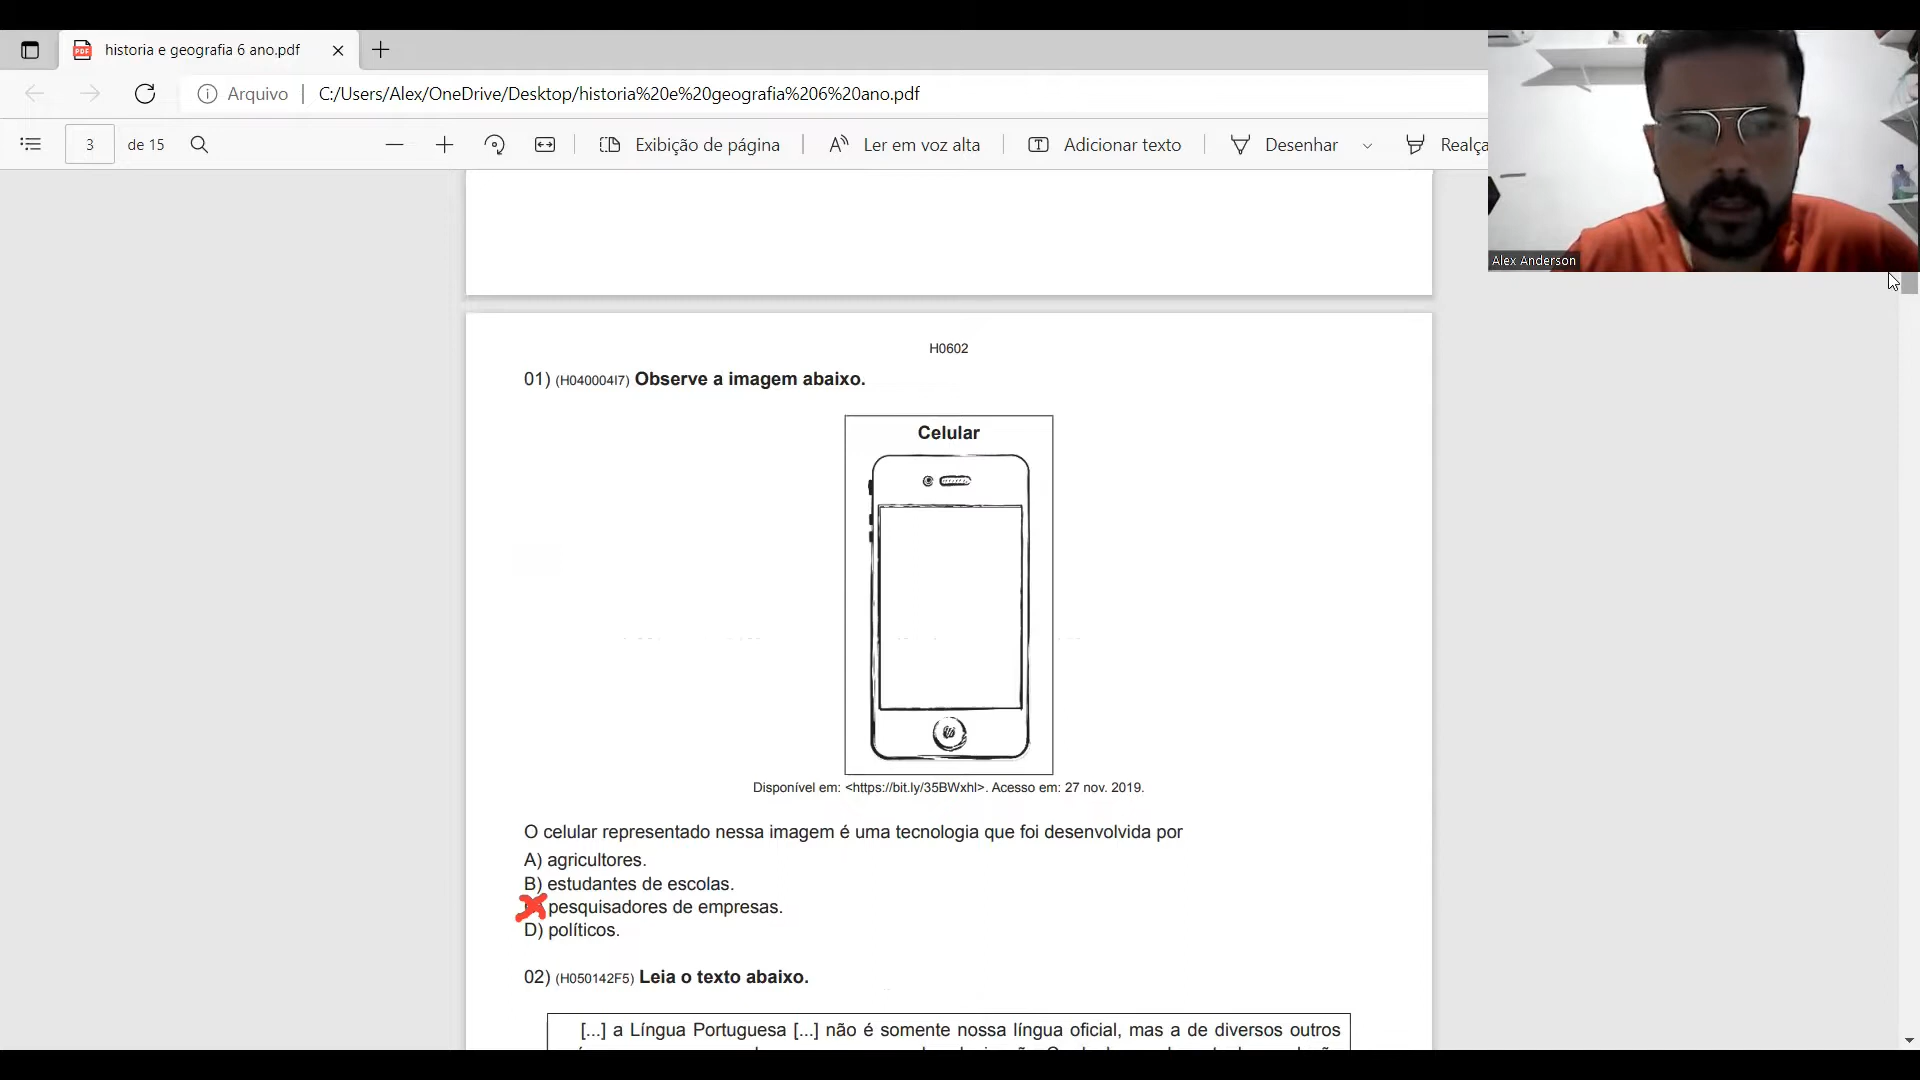 historia e geografia 6 ano.pdf
Arquivo C:/Users/Alex/OneDrive/Desktop/historia%20e%20geografia%206%20ano.pdf
3 de 15 Exibição de página Ler em voz alta Adicionar texto Desenhar Realça
Alex Anderson
H0602
01) (H040004I7) Observe a imagem abaixo.
Celular
Disponível em: <https://bit.ly/35BWxhI>. Acesso em: 27 nov. 2019.
O celular representado nessa imagem é uma tecnologia que foi desenvolvida por
A) agricultores.
B) estudantes de escolas.
pesquisadores de empresas.
D) políticos.
02) (H050142F5) Leia o texto abaixo.
[...] a Língua Portuguesa [...] não é somente nossa língua oficial, mas a de diversos outros